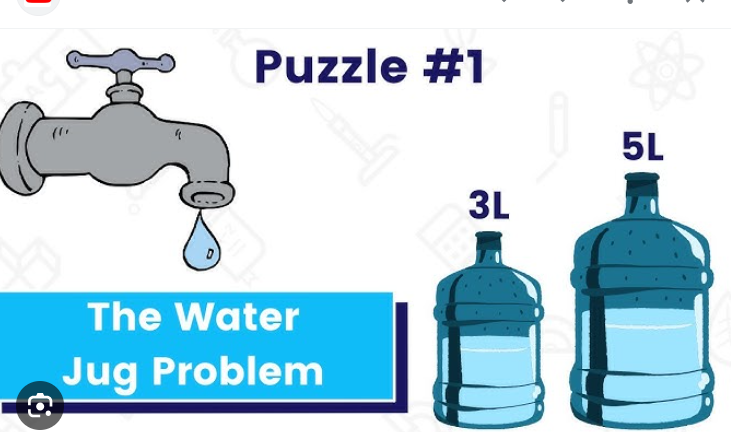 Puzzle #1
5L
3L
The Water
Jug Problem